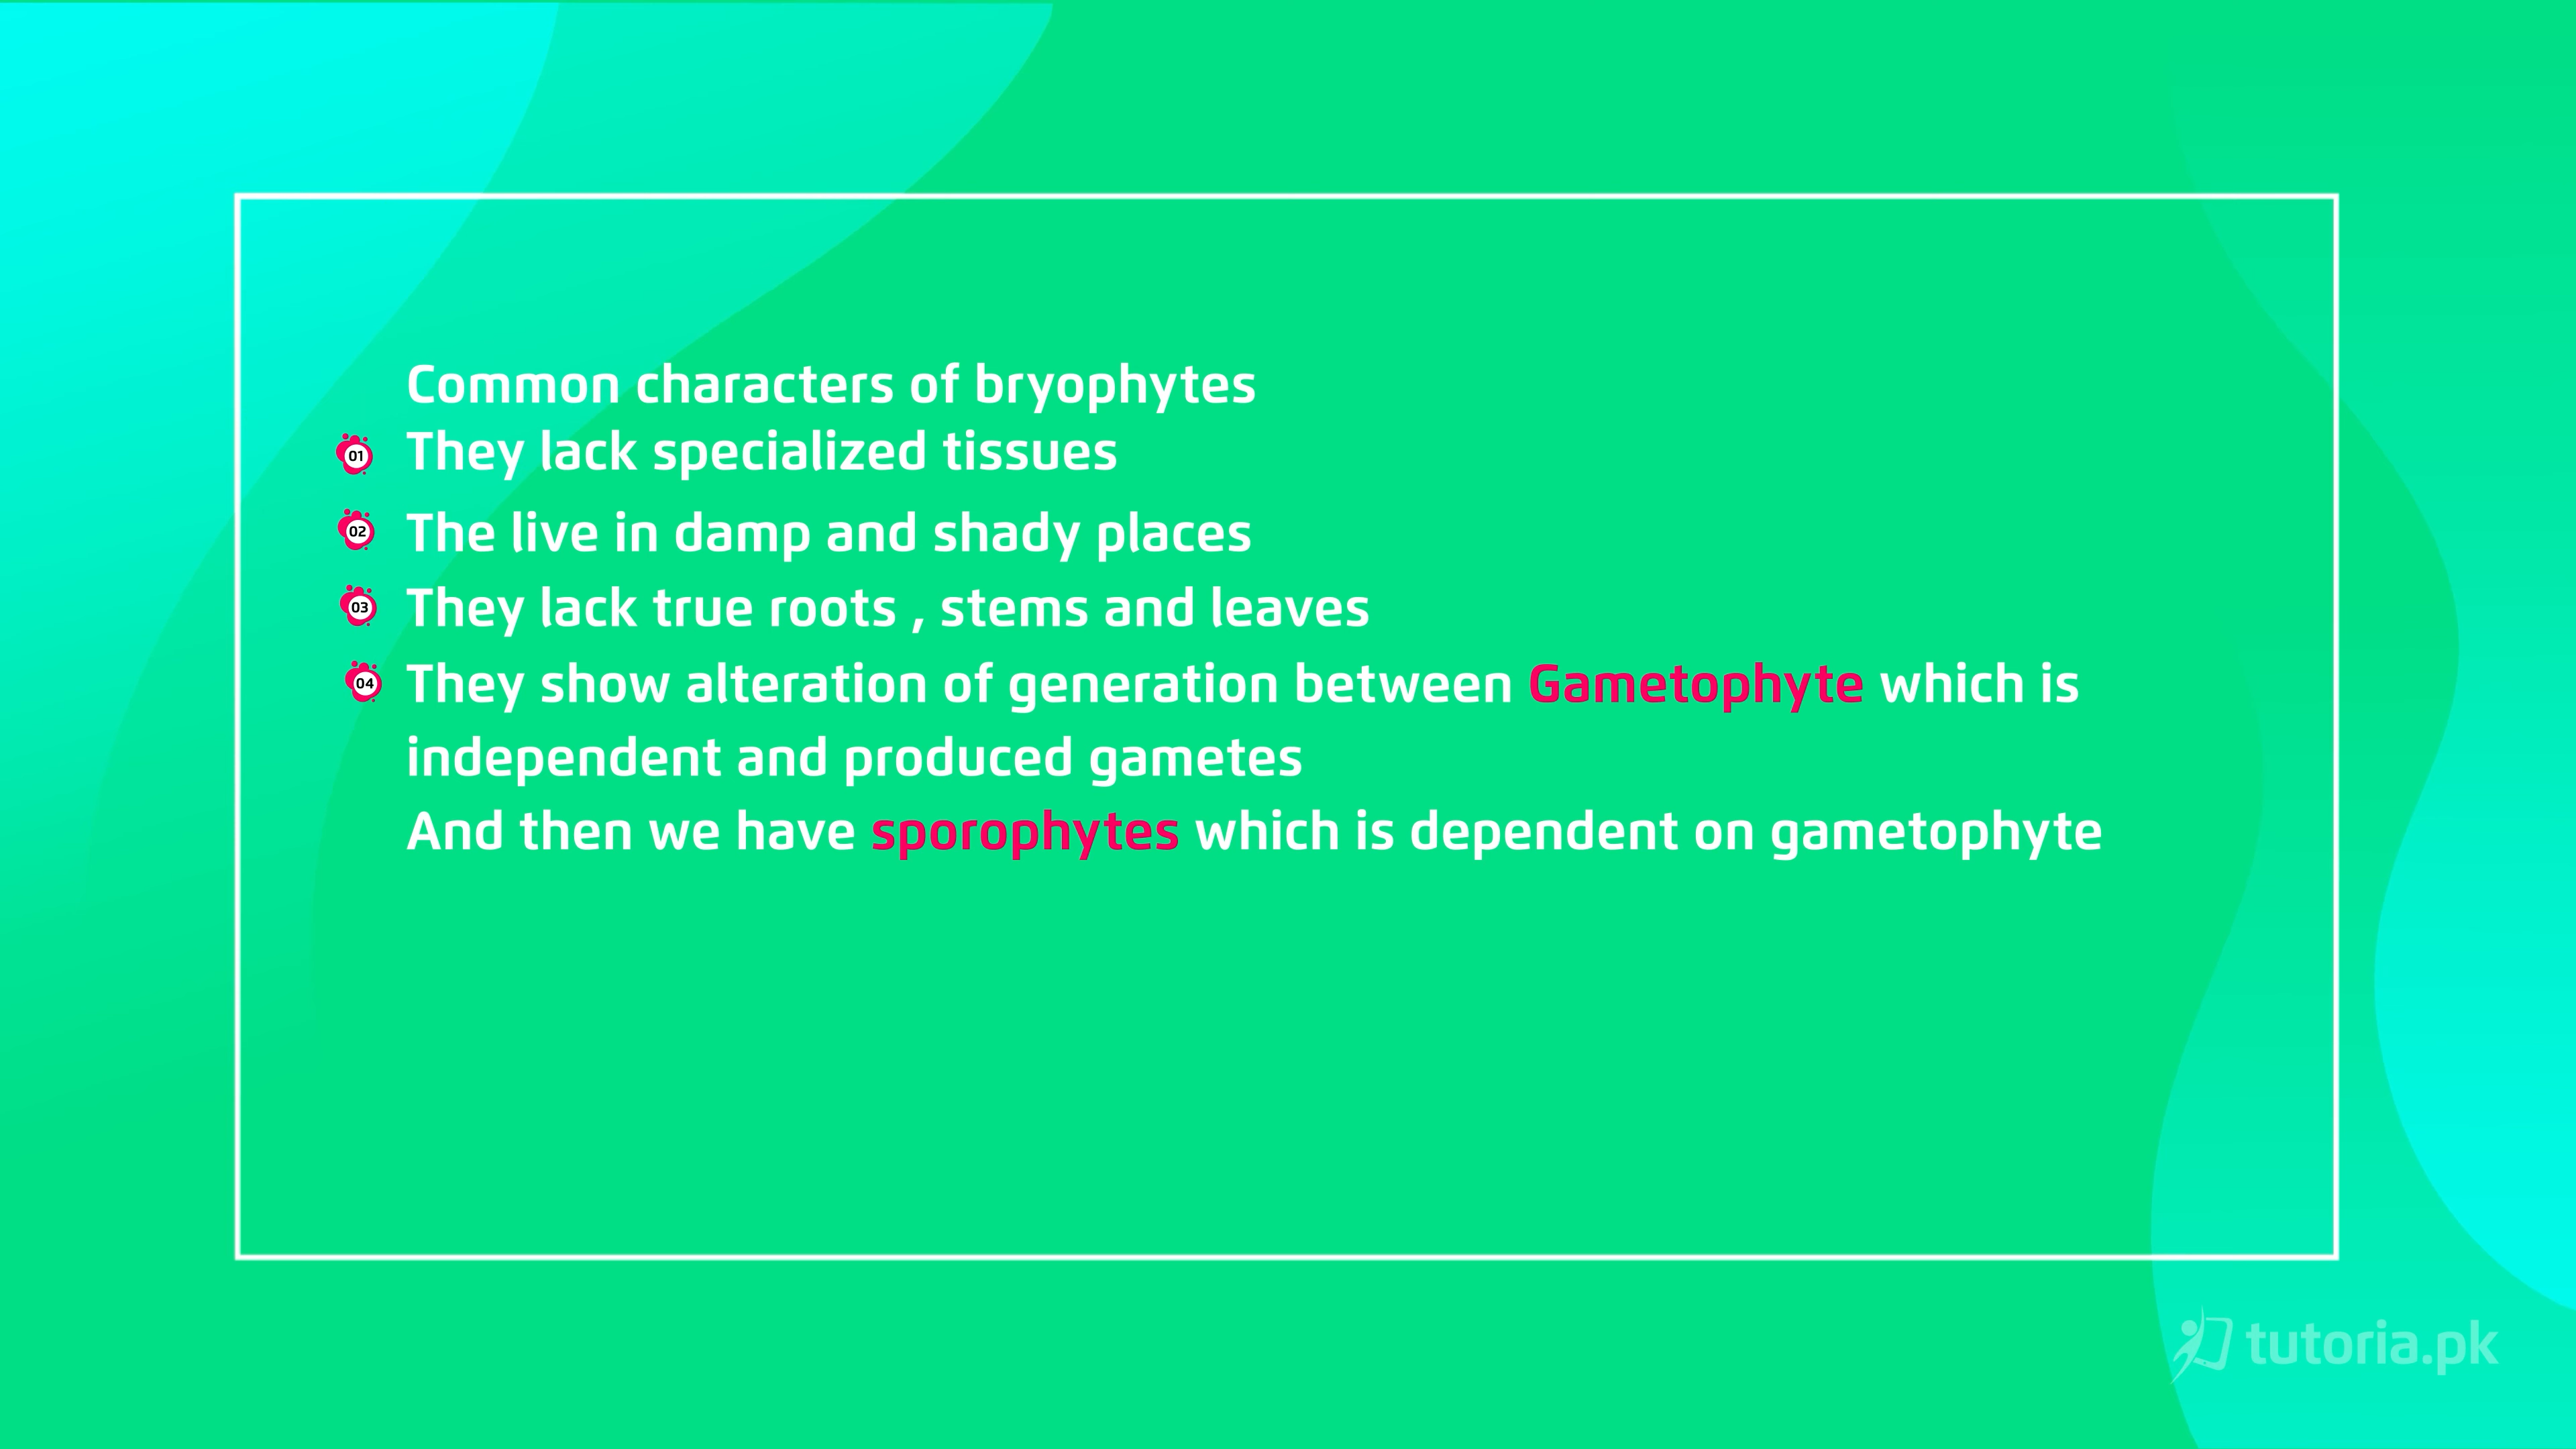 Common characters of bryophytes
01 They lack specialized tissues
02 The live in damp and shady places
03 They lack true roots , stems and leaves
04 They show alteration of generation between Gametophyte which is
independent and produced gametes
And then we have sporophytes which is dependent on gametophyte
tutoria.pk